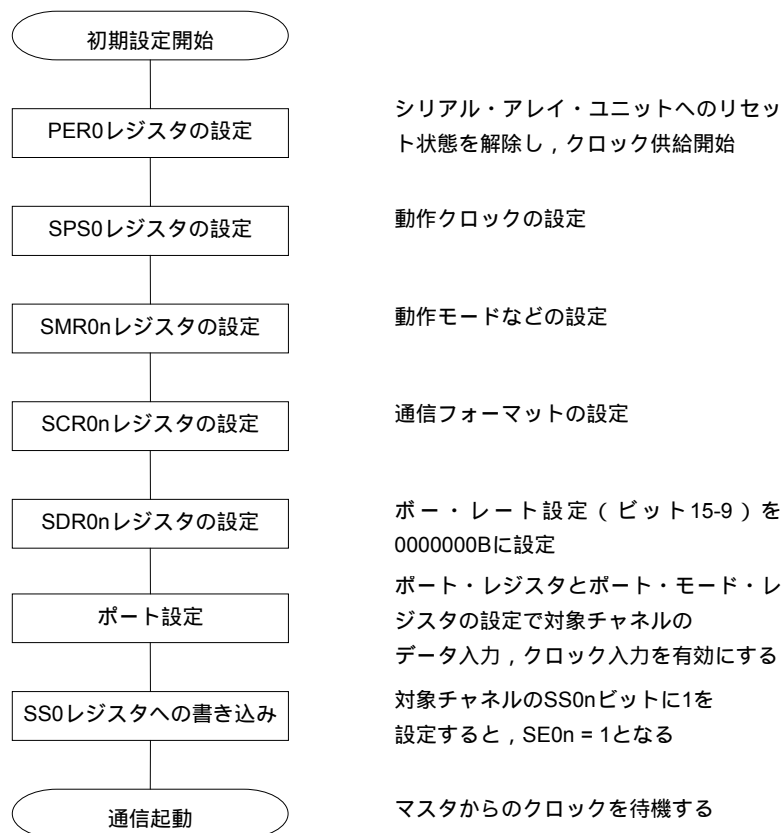 初期設定開始
PER0レジスタの設定
シリアル・アレイ・ユニットへのリセッ
ト状態を解除し，クロック供給開始
SPS0レジスタの設定
動作クロックの設定
SMR0nレジスタの設定
動作モードなどの設定
SCR0nレジスタの設定
通信フォーマットの設定
SDR0nレジスタの設定
ボー・レート設定（ビット15-9）を
0000000Bに設定
ポート設定
ポート・レジスタとポート・モード・レ
ジスタの設定で対象チャネルの
データ入力，クロック入力を有効にする
SS0レジスタへの書き込み
対象チャネルのSS0nビットに1を
設定すると，SE0n = 1となる
通信起動
マスタからのクロックを待機する